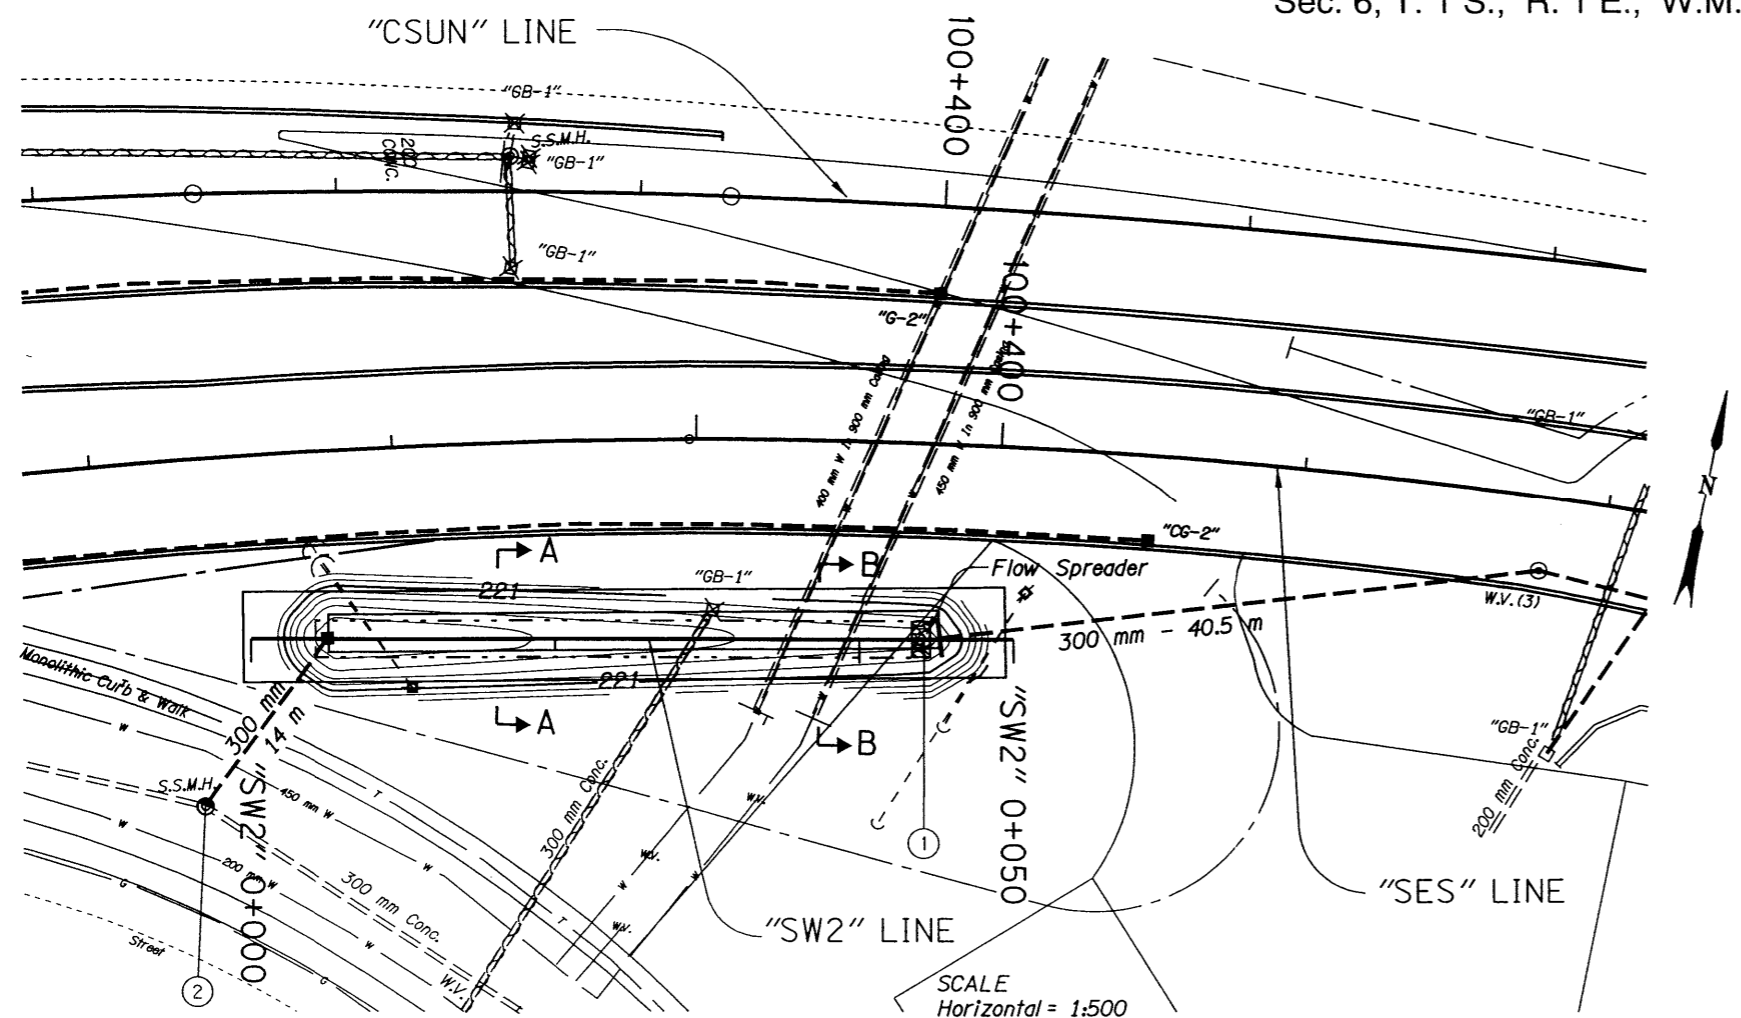 Sec. 6, T. 1 S., R. 1 E., W.M.
"CSUN" LINE
100+400
"GB-1"
S.S.M.H.
200
CONC.
"GB-1"
"GB-1"
"G-2"
100+400
400 mm W In 900 mm Casing
450 mm W In 900 mm
"GB-1"
N
"CG-2"
A
B
Flow Spreader
"GB-1"
221
W.V.(3)
300 mm - 40.5 m
Monolithic Curb & Walk
221
300 mm
14 m
A
B
"GB-1"
200 mm Conc.
S.S.M.H.
"SW2" 0+000
450 mm W
T
W
W
300 mm Conc.
W.V.
W.V.
W
W
W.V.
1
"SW2" 0+050
"SES" LINE
W
200 mm W
300 mm Conc.
G
T
W
Street
G
W.V.
2
"SW2" LINE
SCALE
Horizontal = 1:500